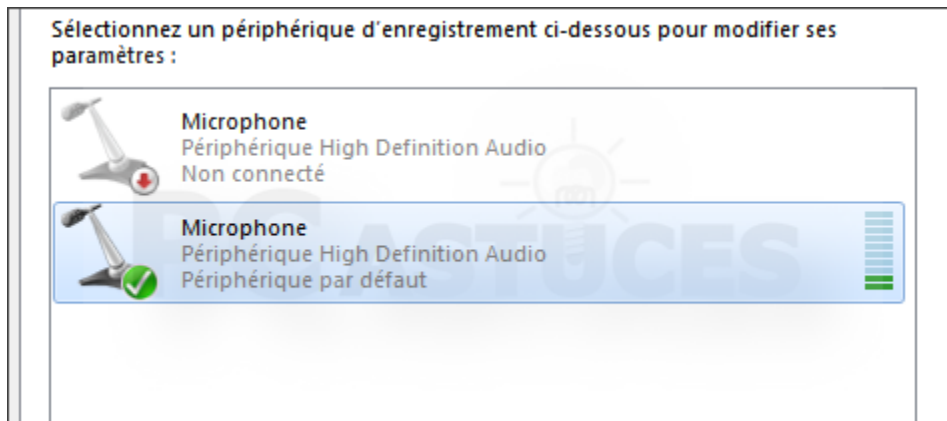 Sélectionnez un périphérique d'enregistrement ci-dessous pour modifier ses
paramètres :
Microphone
Périphérique High Definition Audio
Non connecté
Microphone
Périphérique High Definition Audio
Périphérique par défaut
PC ASTUCES